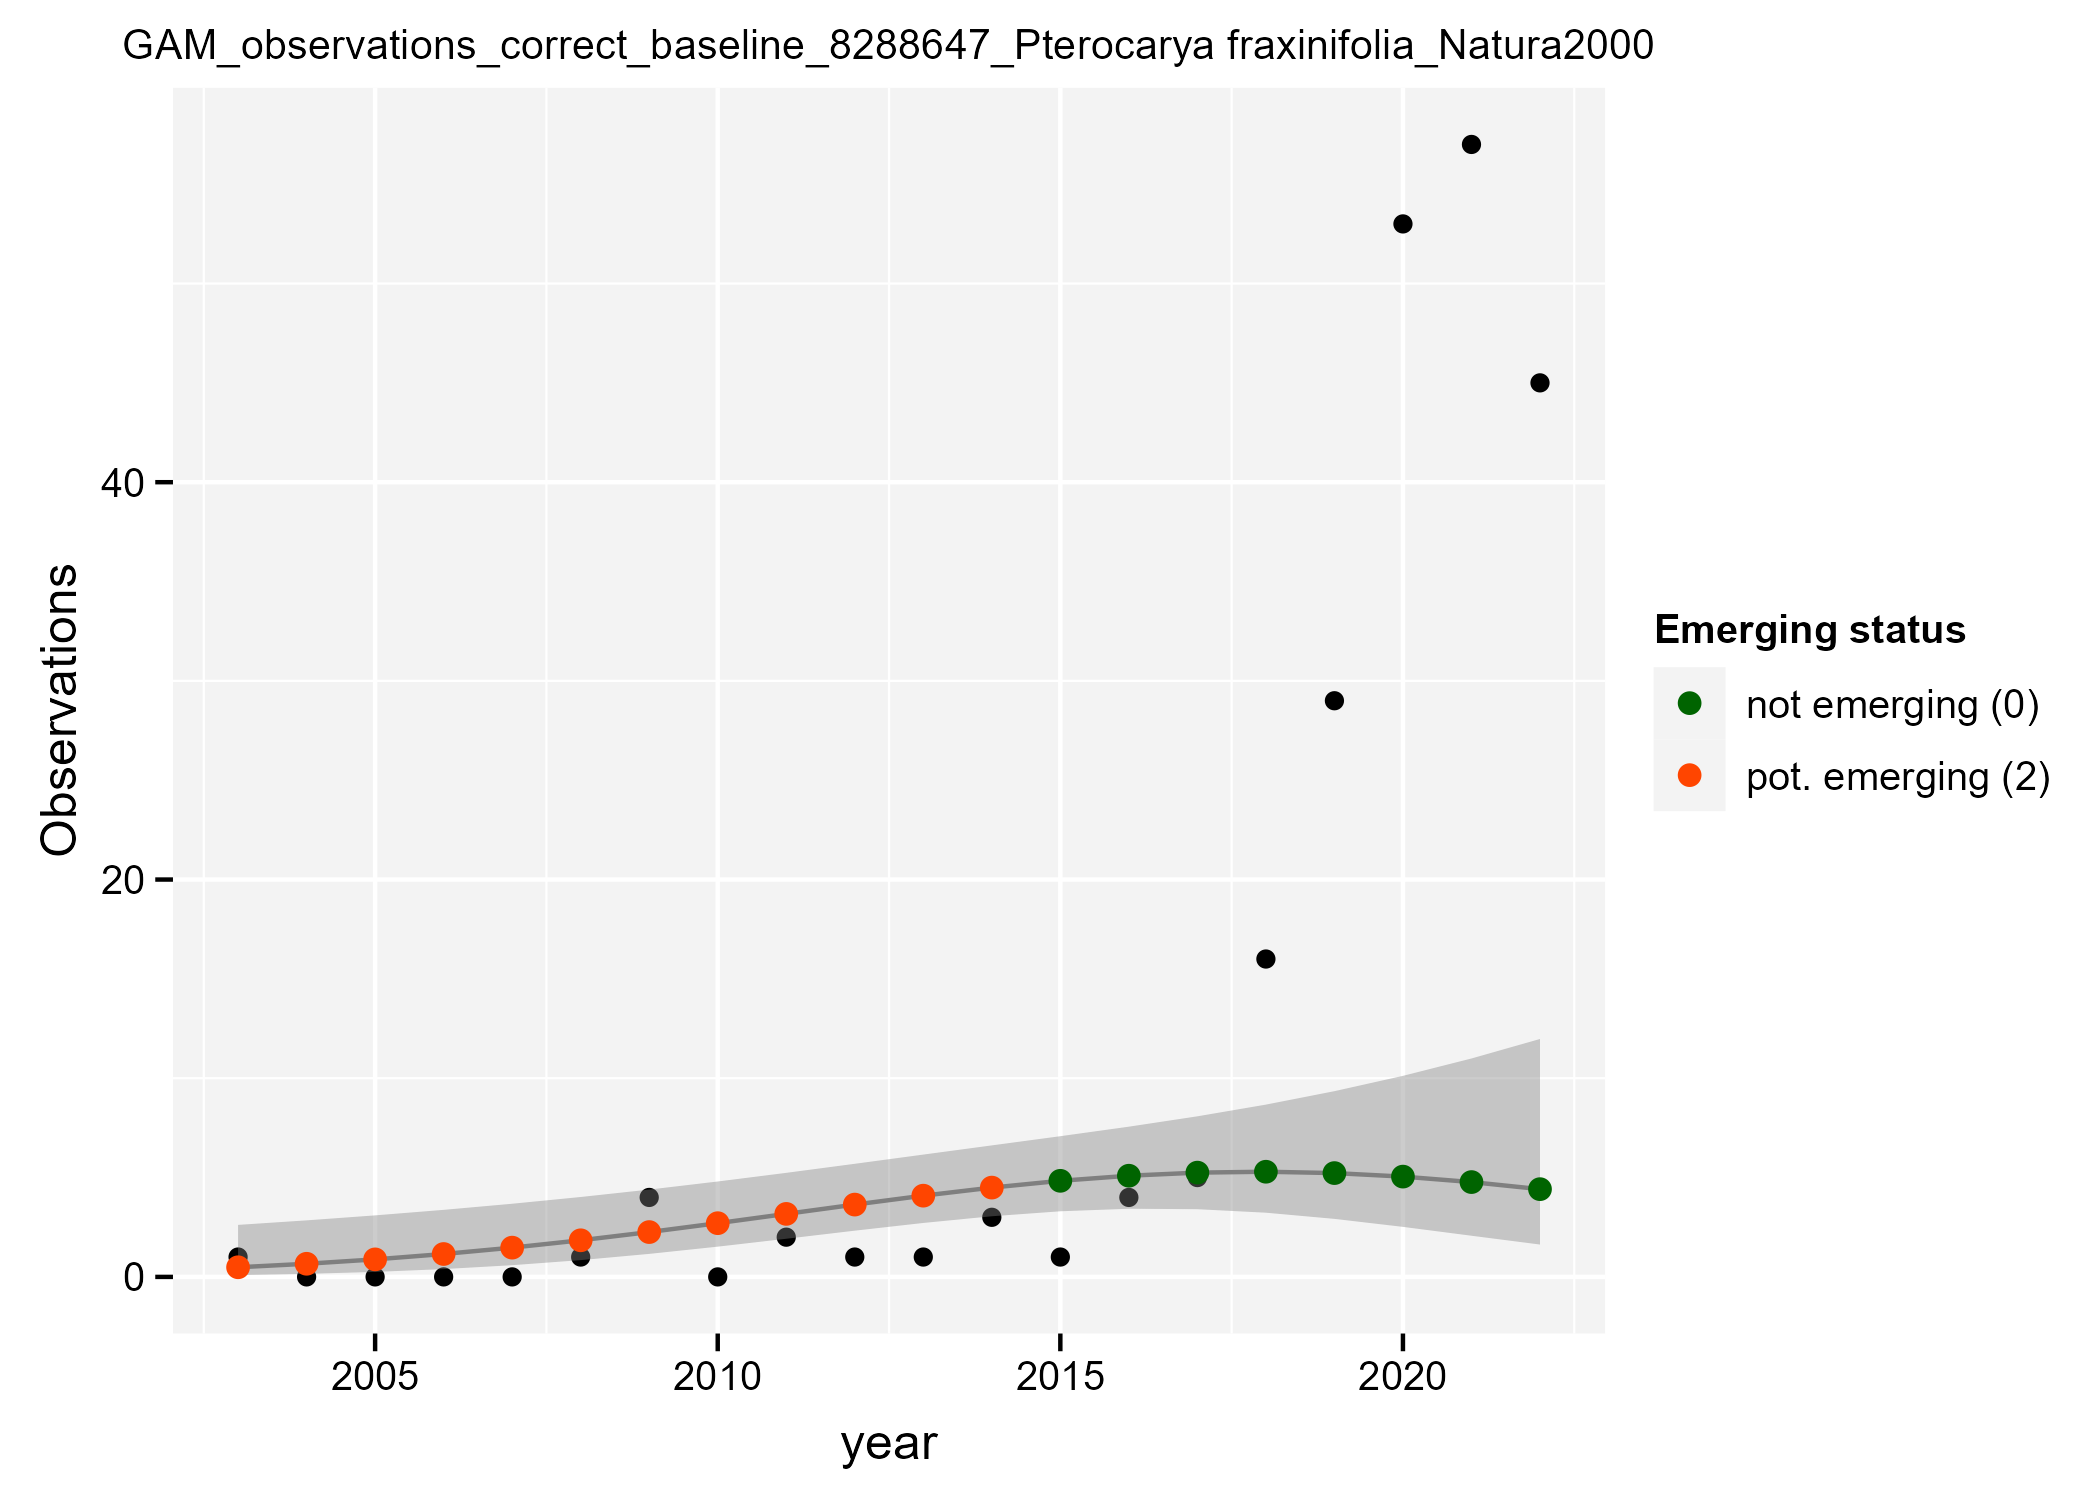 GAM_observations_correct_baseline_8288647_Pterocarya fraxinifolia_Natura2000
Observations
40
20
0
2005
2010
2015
2020
year
Emerging status
not emerging (0)
pot. emerging (2)